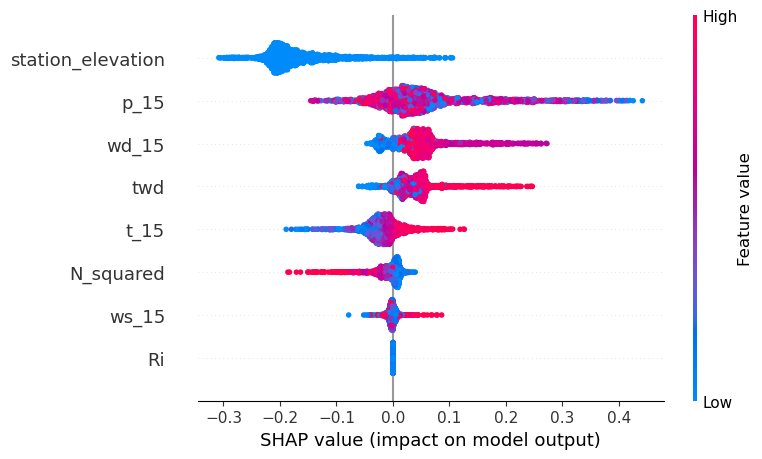 High
station_elevation
p_15
wd_15
twd
t_15
N_squared
ws_15
Ri
Feature value
Low
−0.3 −0.2 −0.1 0.0 0.1 0.2 0.3 0.4
SHAP value (impact on model output)